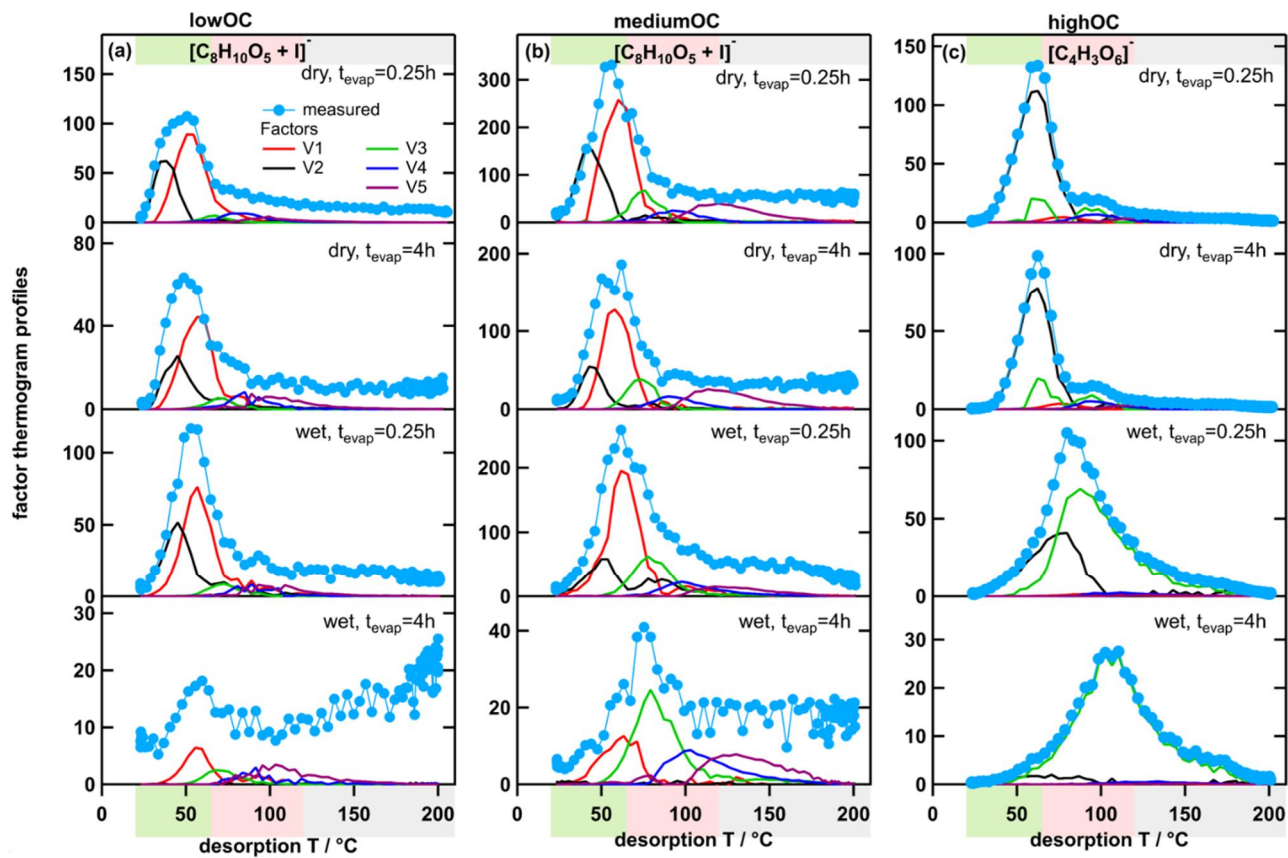 lowOC
mediumOC
highOC
factor thermogram profiles
(a) [C₈H₁₀O₅ + I]⁻
dry, tₑᵥₐₚ=0.25h
measured
Factors
V1
V2
V3
V4
V5
150
100
50
0
dry, tₑᵥₐₚ=4h
80
40
0
wet, tₑᵥₐₚ=0.25h
100
50
0
wet, tₑᵥₐₚ=4h
30
20
10
0
0 50 100 150 200
desorption T / °C
(b) [C₈H₁₀O₅ + I]⁻
dry, tₑᵥₐₚ=0.25h
300
200
100
0
dry, tₑᵥₐₚ=4h
200
100
0
wet, tₑᵥₐₚ=0.25h
200
100
0
wet, tₑᵥₐₚ=4h
40
20
0
0 50 100 150 200
desorption T / °C
(c) [C₄H₃O₆]⁻
dry, tₑᵥₐₚ=0.25h
100
50
0
dry, tₑᵥₐₚ=4h
100
50
0
wet, tₑᵥₐₚ=0.25h
100
50
0
wet, tₑᵥₐₚ=4h
30
20
10
0
0 50 100 150 200
desorption T / °C